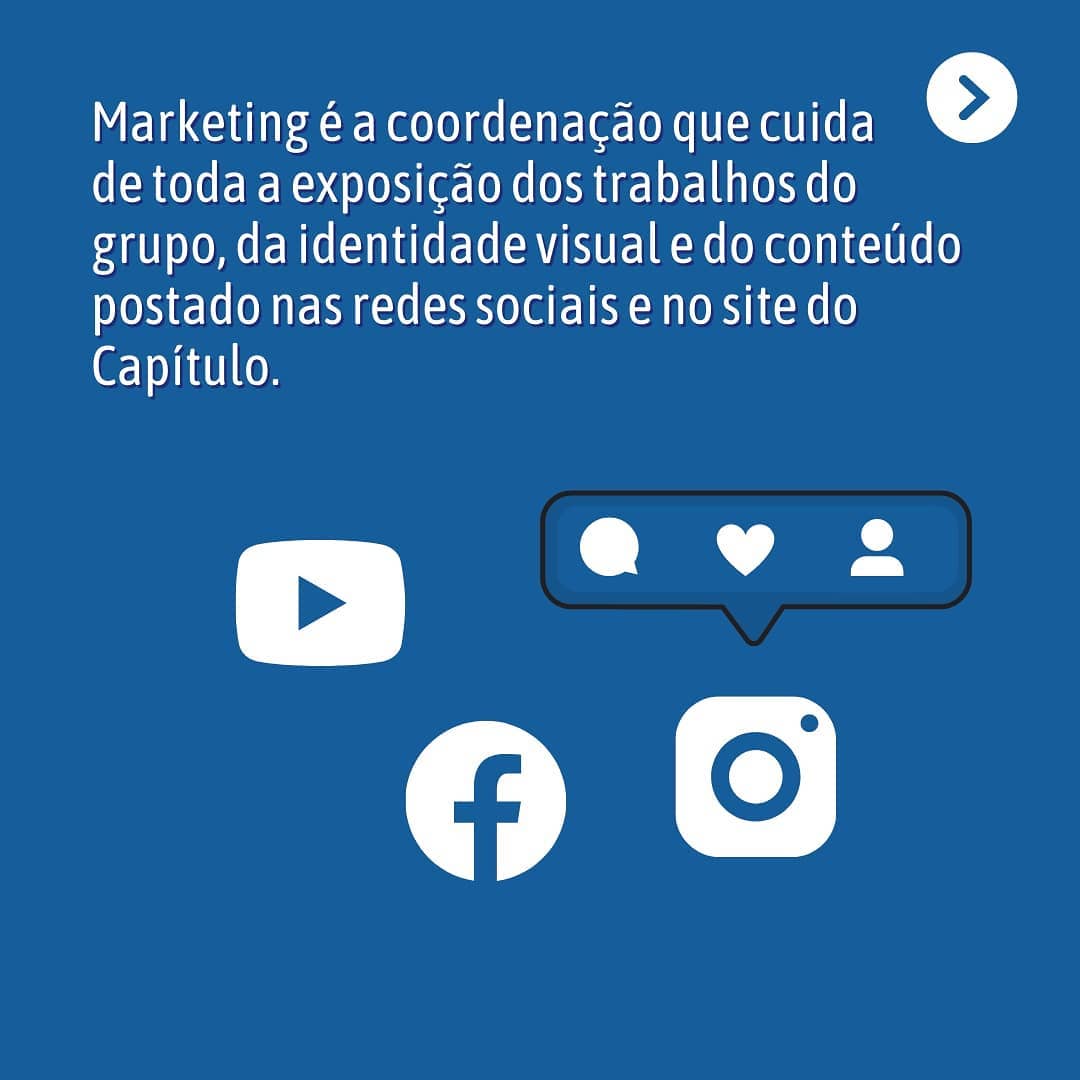 Marketing é a coordenação que cuida
de toda a exposição dos trabalhos do
grupo, da identidade visual e do conteúdo
postado nas redes sociais e no site do
Capítulo.